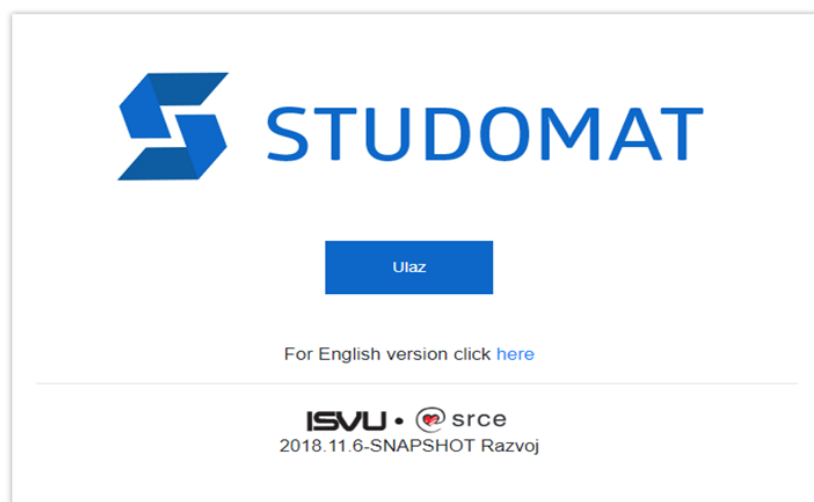 STUDOMAT
Ulaz
For English version click here
ISVU • srce
2018.11.6-SNAPSHOT Razvoj